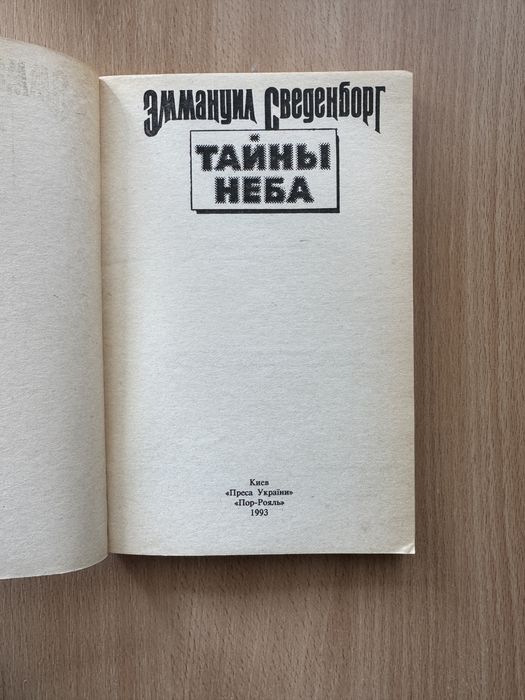 Эммануил Сведенборг
ТАЙНЫ
НЕБА
Киев
«Преса України»
«Пор-Рояль»
1993